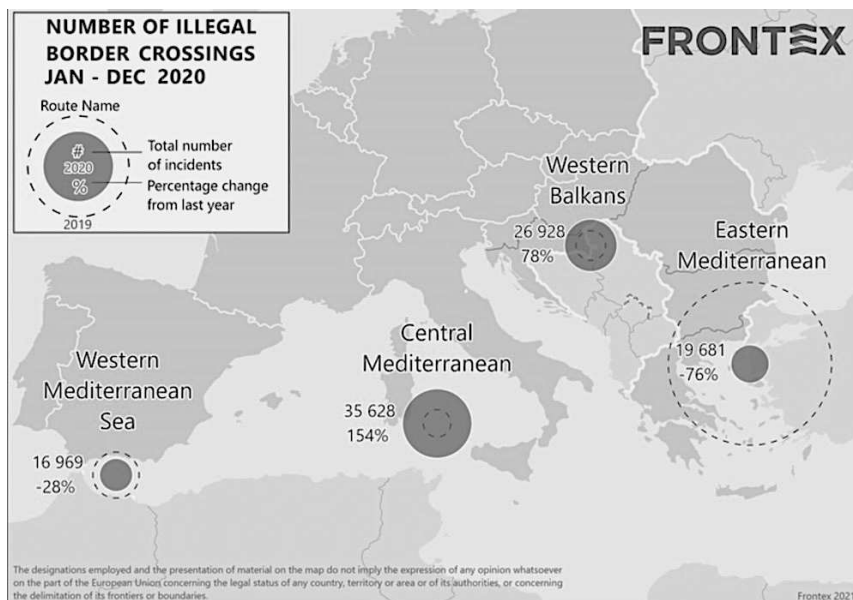 NUMBER OF ILLEGAL
BORDER CROSSINGS
JAN - DEC 2020
Route Name
#
2020
%
Total number
of incidents
Percentage change
from last year
2019
FRONTEX
Western
Balkans
26 928
78%
Eastern
Mediterranean
19 681
-76%
Central
Mediterranean
35 628
154%
Western
Mediterranean
Sea
16 969
-28%
The designations employed and the presentation of material on the map do not imply the expression of any opinion whatsoever
on the part of the European Union concerning the legal status of any country, territory or area or of its authorities, or concerning
the delimitation of its frontiers or boundaries.
Frontex 2021